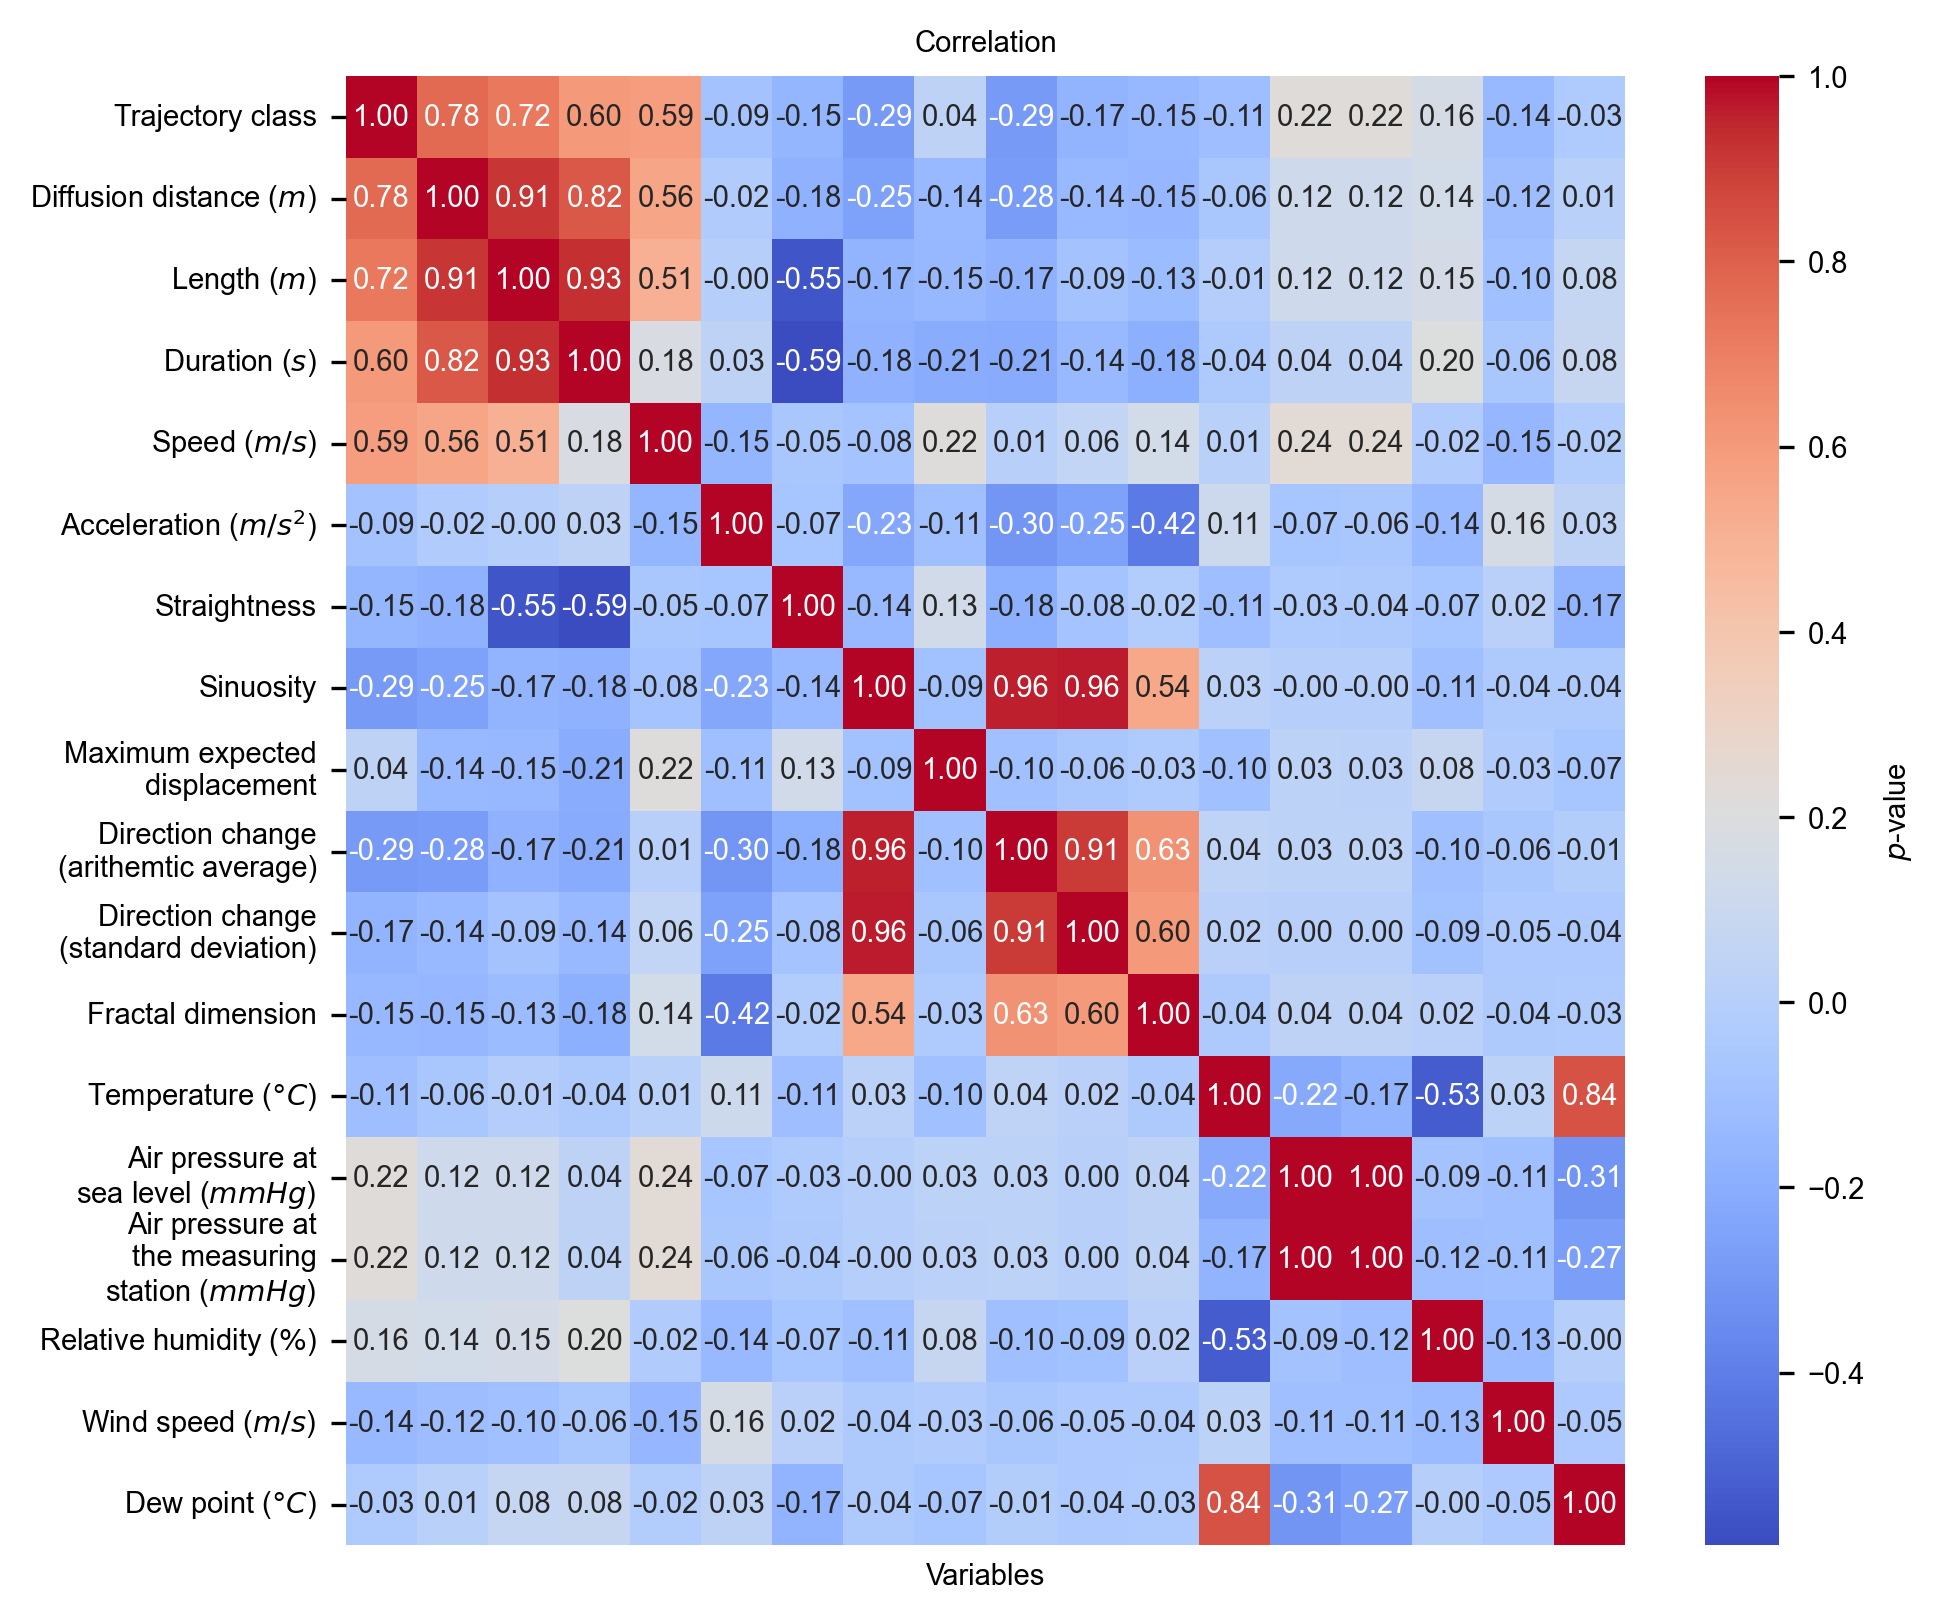 Correlation
Trajectory class 1.00 0.78 0.72 0.60 0.59 -0.09 -0.15 -0.29 0.04 -0.29 -0.17 -0.15 -0.11 0.22 0.22 0.16 -0.14 -0.03
Diffusion distance (m) 0.78 1.00 0.91 0.82 0.56 -0.02 -0.18 -0.25 -0.14 -0.28 -0.14 -0.15 -0.06 0.12 0.12 0.14 -0.12 0.01
Length (m) 0.72 0.91 1.00 0.93 0.51 -0.00 -0.55 -0.17 -0.15 -0.17 -0.09 -0.13 -0.01 0.12 0.12 0.15 -0.10 0.08
Duration (s) 0.60 0.82 0.93 1.00 0.18 0.03 -0.59 -0.18 -0.21 -0.21 -0.14 -0.18 -0.04 0.04 0.04 0.20 -0.06 0.08
Speed (m/s) 0.59 0.56 0.51 0.18 1.00 -0.15 -0.05 -0.08 0.22 0.01 0.06 0.14 0.01 0.24 0.24 -0.02 -0.15 -0.02
Acceleration (m/s²) -0.09 -0.02 -0.00 0.03 -0.15 1.00 -0.07 -0.23 -0.11 -0.30 -0.25 -0.42 0.11 -0.07 -0.06 -0.14 0.16 0.03
Straightness -0.15 -0.18 -0.55 -0.59 -0.05 -0.07 1.00 -0.14 0.13 -0.18 -0.08 -0.02 -0.11 -0.03 -0.04 -0.07 0.02 -0.17
Sinuosity -0.29 -0.25 -0.17 -0.18 -0.08 -0.23 -0.14 1.00 -0.09 0.96 0.96 0.54 0.03 -0.00 -0.00 -0.11 -0.04 -0.04
Maximum expected
displacement 0.04 -0.14 -0.15 -0.21 0.22 -0.11 0.13 -0.09 1.00 -0.10 -0.06 -0.03 -0.10 0.03 0.03 0.08 -0.03 -0.07
Direction change
(arithemtic average) -0.29 -0.28 -0.17 -0.21 0.01 -0.30 -0.18 0.96 -0.10 1.00 0.91 0.63 0.04 0.03 0.03 -0.10 -0.06 -0.01
Direction change
(standard deviation) -0.17 -0.14 -0.09 -0.14 0.06 -0.25 -0.08 0.96 -0.06 0.91 1.00 0.60 0.02 0.00 0.00 -0.09 -0.05 -0.04
Fractal dimension -0.15 -0.15 -0.13 -0.18 0.14 -0.42 -0.02 0.54 -0.03 0.63 0.60 1.00 -0.04 0.04 0.04 0.02 -0.04 -0.03
Temperature (°C) -0.11 -0.06 -0.01 -0.04 0.01 0.11 -0.11 0.03 -0.10 0.04 0.02 -0.04 1.00 -0.22 -0.17 -0.53 0.03 0.84
Air pressure at
sea level (mmHg) 0.22 0.12 0.12 0.04 0.24 -0.07 -0.03 -0.00 0.03 0.03 0.00 0.04 -0.22 1.00 1.00 -0.09 -0.11 -0.31
Air pressure at
the measuring
station (mmHg) 0.22 0.12 0.12 0.04 0.24 -0.06 -0.04 -0.00 0.03 0.03 0.00 0.04 -0.17 1.00 1.00 -0.12 -0.11 -0.27
Relative humidity (%) 0.16 0.14 0.15 0.20 -0.02 -0.14 -0.07 -0.11 0.08 -0.10 -0.09 0.02 -0.53 -0.09 -0.12 1.00 -0.13 -0.00
Wind speed (m/s) -0.14 -0.12 -0.10 -0.06 -0.15 0.16 0.02 -0.04 -0.03 -0.06 -0.05 -0.04 0.03 -0.11 -0.11 -0.13 1.00 -0.05
Dew point (°C) -0.03 0.01 0.08 0.08 -0.02 0.03 -0.17 -0.04 -0.07 -0.01 -0.04 -0.03 0.84 -0.31 -0.27 -0.00 -0.05 1.00
Variables
1.0
0.8
0.6
0.4
0.2
0.0
−0.2
−0.4
p-value